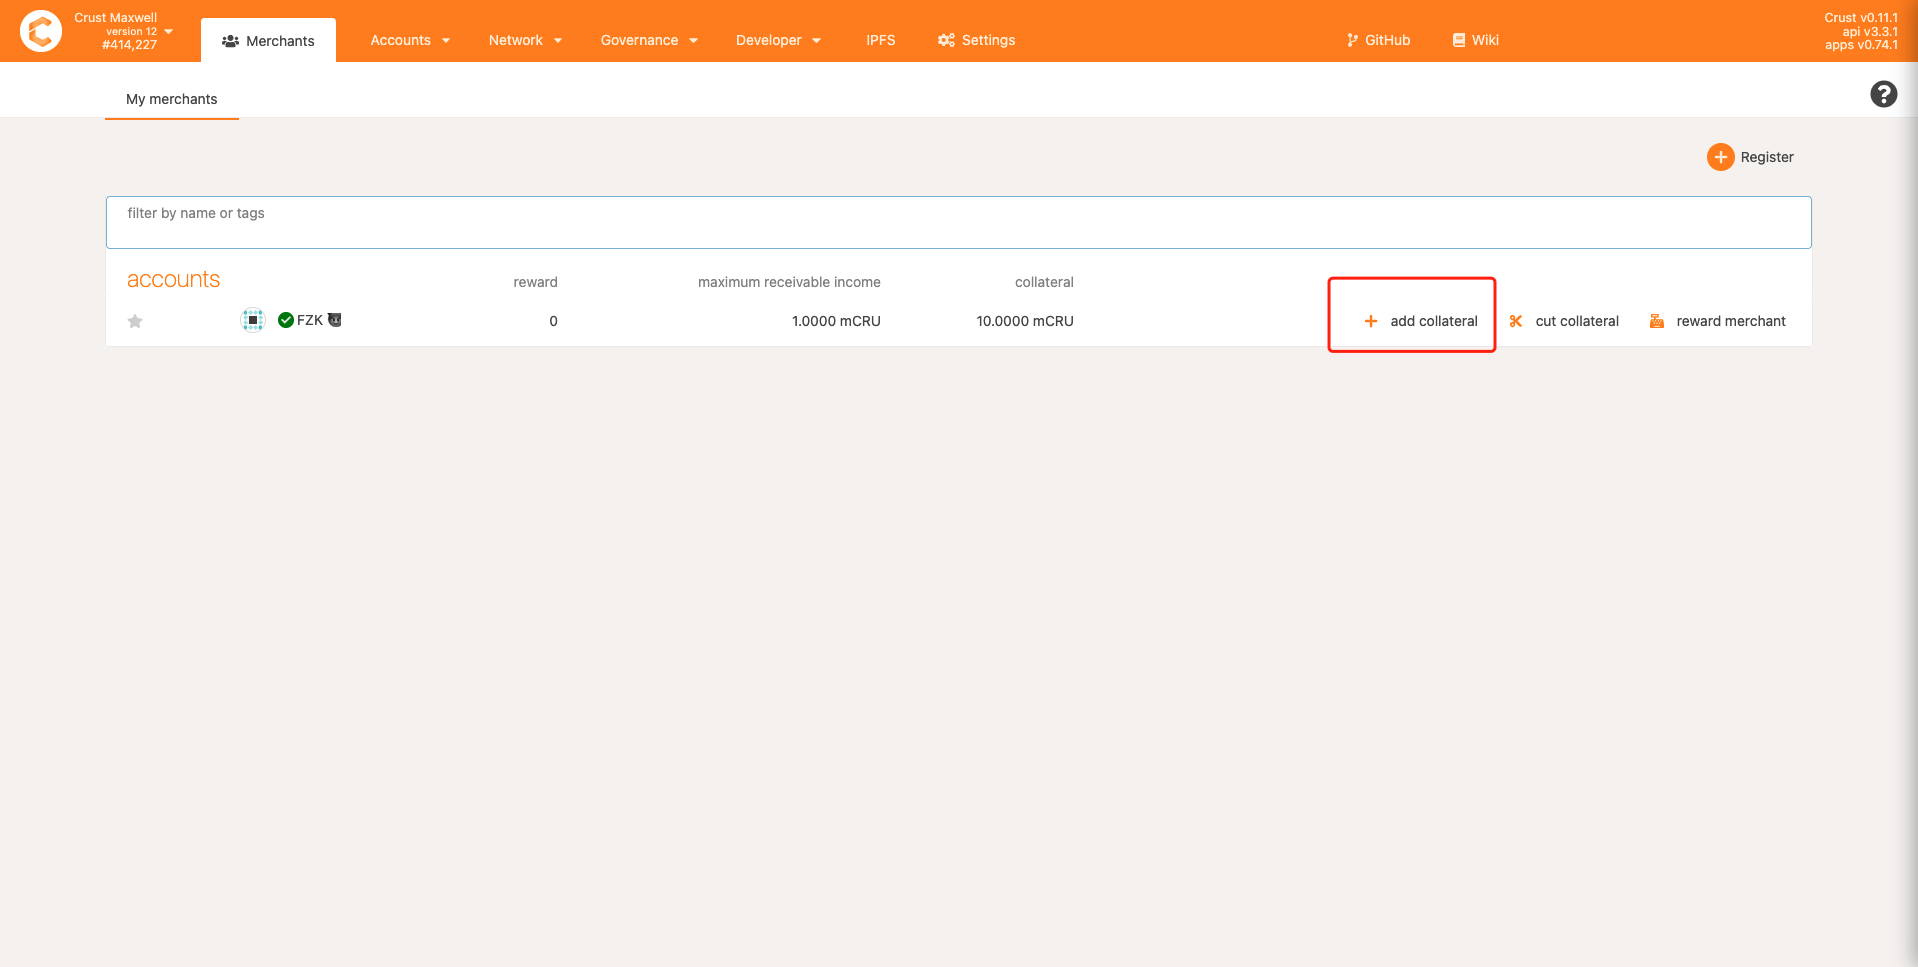 Crust Maxwell
version 12
#414,227
Merchants
Accounts
Network
Governance
Developer
IPFS
Settings
GitHub
Wiki
Crust v0.11.1
api v3.3.1
apps v0.74.1
My merchants
Register
filter by name or tags
accounts reward maximum receivable income collateral
FZK 0 1.0000 mCRU 10.0000 mCRU add collateral cut collateral reward merchant